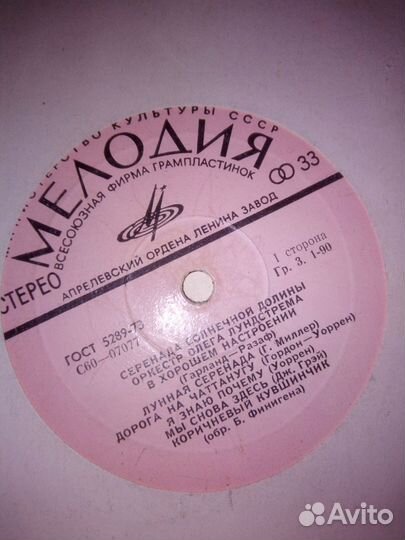 МИНИСТЕРСТВО КУЛЬТУРЫ СССР
МЕЛОДИЯ
ВСЕСОЮЗНАЯ ФИРМА ГРАМПЛАСТИНОК
СТЕРЕО
33
АПРЕЛЕВСКИЙ ОРДЕНА ЛЕНИНА ЗАВОД
ГОСТ 5289-73
С60—07077
1 сторона
Гр. 3. 1-90
СЕРЕНАДА СОЛНЕЧНОЙ ДОЛИНЫ
ОРКЕСТР ОЛЕГА ЛУНДСТРЕМА
В ХОРОШЕМ НАСТРОЕНИИ
(Гарланд—Разаф)
ЛУННАЯ СЕРЕНАДА (Г. Миллер)
ДОРОГА НА ЧАТТАНУГУ (Гордон—Уоррен)
Я ЗНАЮ ПОЧЕМУ (Уоррен)
МЫ СНОВА ЗДЕСЬ (Дж. Грэй)
КОРИЧНЕВЫЙ КУВШИНЧИК
(обр. Б. Финигена)
Avito